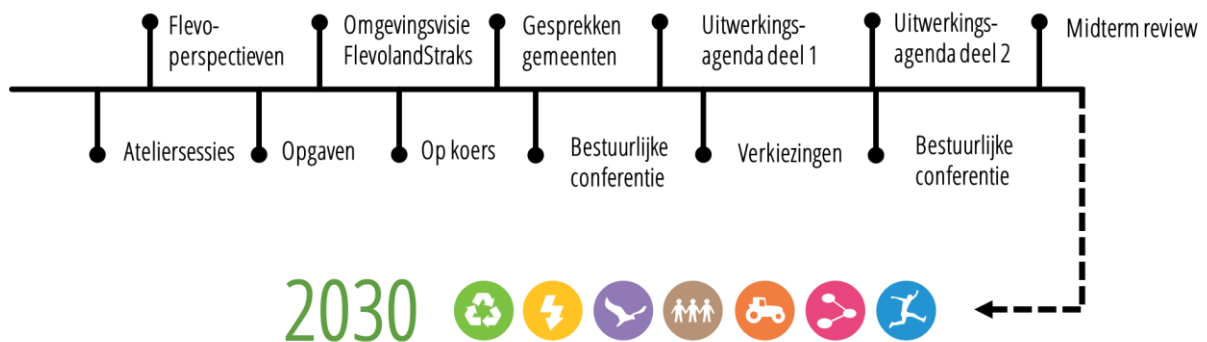 Flevo-
perspectieven
Omgevingsvisie
FlevolandStraks
Gesprekken
gemeenten
Uitwerkings-
agenda deel 1
Uitwerkings-
agenda deel 2
Midterm review
Ateliersessies
Opgaven
Op koers
Bestuurlijke
conferentie
Verkiezingen
Bestuurlijke
conferentie
2030